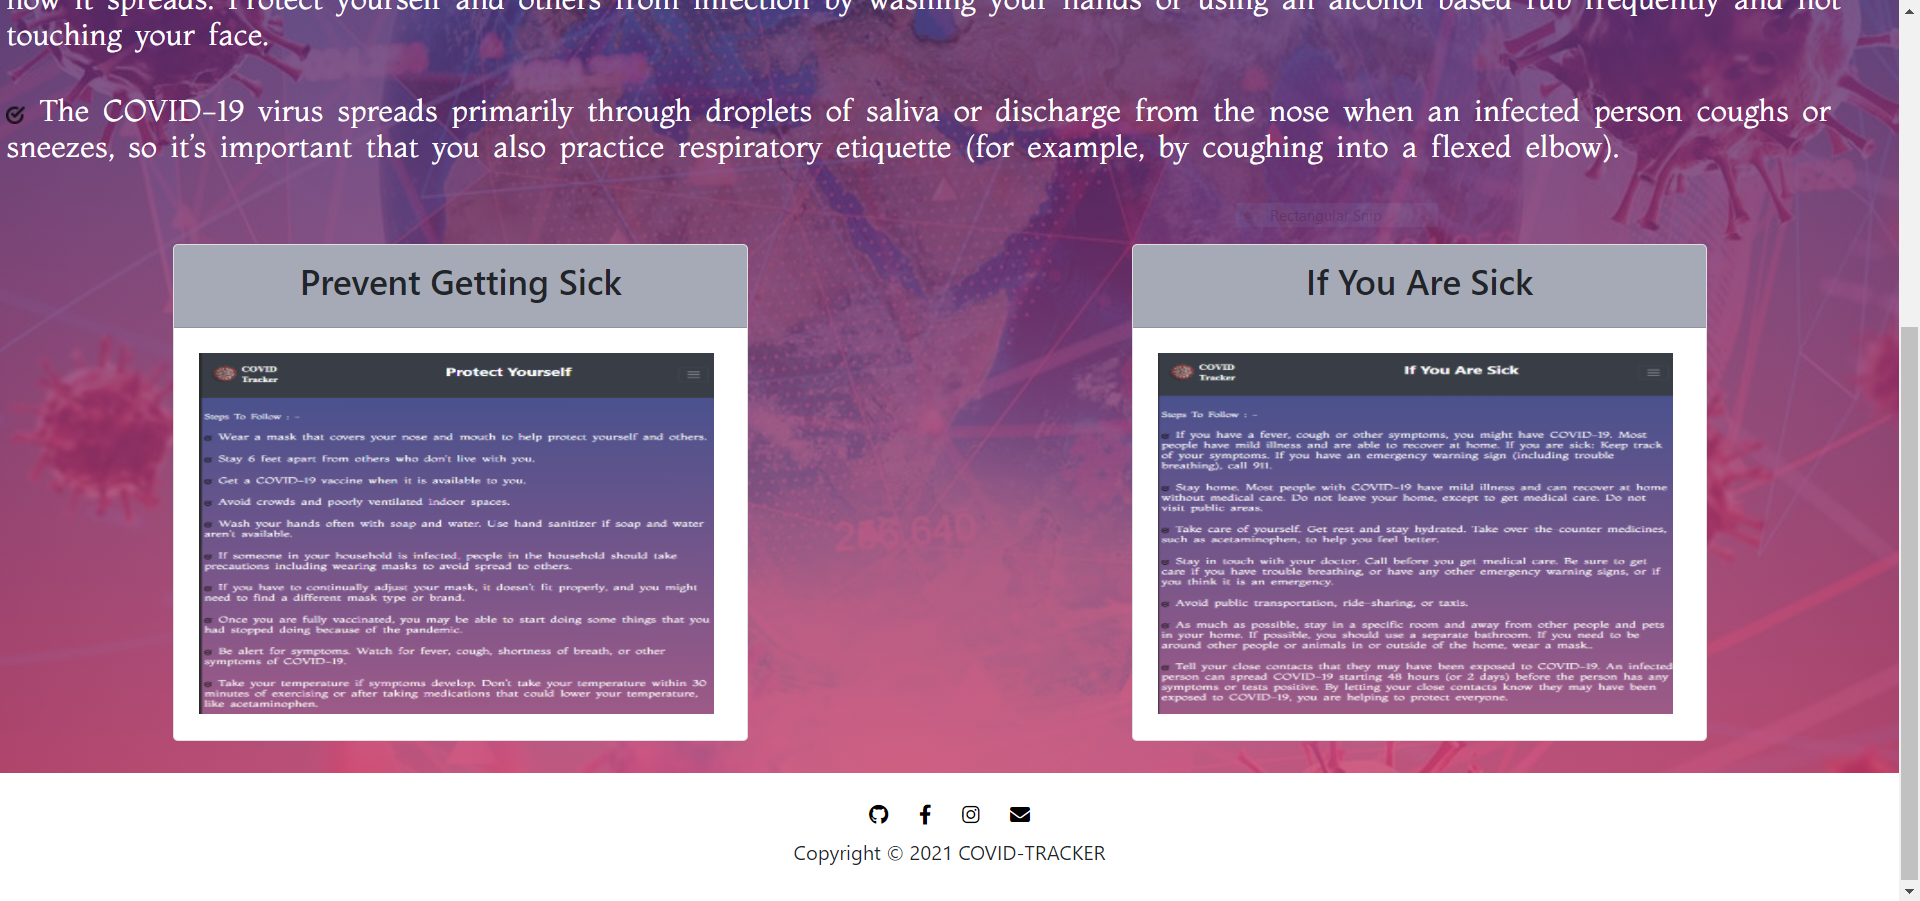 how it spreads. Protect yourself and others from infection by washing your hands or using an alcohol based rub frequently and not
touching your face.
The COVID-19 virus spreads primarily through droplets of saliva or discharge from the nose when an infected person coughs or
sneezes, so it's important that you also practice respiratory etiquette (for example, by coughing into a flexed elbow).
Rectangular Snip
Prevent Getting Sick
COVID
Tracker
Protect Yourself
Steps To Follow : -
Wear a mask that covers your nose and mouth to help protect yourself and others.
Stay 6 feet apart from others who don't live with you.
Get a COVID-19 vaccine when it is available to you.
Avoid crowds and poorly ventilated indoor spaces.
Wash your hands often with soap and water. Use hand sanitizer if soap and water
aren't available.
If someone in your household is infected, people in the household should take
precautions including wearing masks to avoid spread to others.
If you have to continually adjust your mask, it doesn't fit properly, and you might
need to find a different mask type or brand.
Once you are fully vaccinated, you may be able to start doing some things that you
had stopped doing because of the pandemic.
Be alert for symptoms. Watch for fever, cough, shortness of breath, or other
symptoms of COVID-19.
Take your temperature if symptoms develop. Don't take your temperature within 30
minutes of exercising or after taking medications that could lower your temperature,
like acetaminophen.
If You Are Sick
COVID
Tracker
If You Are Sick
Steps To Follow : -
If you have a fever, cough or other symptoms, you might have COVID-19. Most
people have mild illness and are able to recover at home. If you are sick: Keep track
of your symptoms. If you have an emergency warning sign (including trouble
breathing), call 911.
Stay home. Most people with COVID-19 have mild illness and can recover at home
without medical care. Do not leave your home, except to get medical care. Do not
visit public areas.
Take care of yourself. Get rest and stay hydrated. Take over the counter medicines,
such as acetaminophen, to help you feel better.
Stay in touch with your doctor. Call before you get medical care. Be sure to get
care if you have trouble breathing, or have any other emergency warning signs, or if
you think it is an emergency.
Avoid public transportation, ride-sharing, or taxis.
As much as possible, stay in a specific room and away from other people and pets
in your home. If possible, you should use a separate bathroom. If you need to be
around other people or animals in or outside of the home, wear a mask..
Tell your close contacts that they may have been exposed to COVID-19. An infected
person can spread COVID-19 starting 48 hours (or 2 days) before the person has any
symptoms or tests positive. By letting your close contacts know they may have been
exposed to COVID-19, you are helping to protect everyone.
286.640
Copyright © 2021 COVID-TRACKER